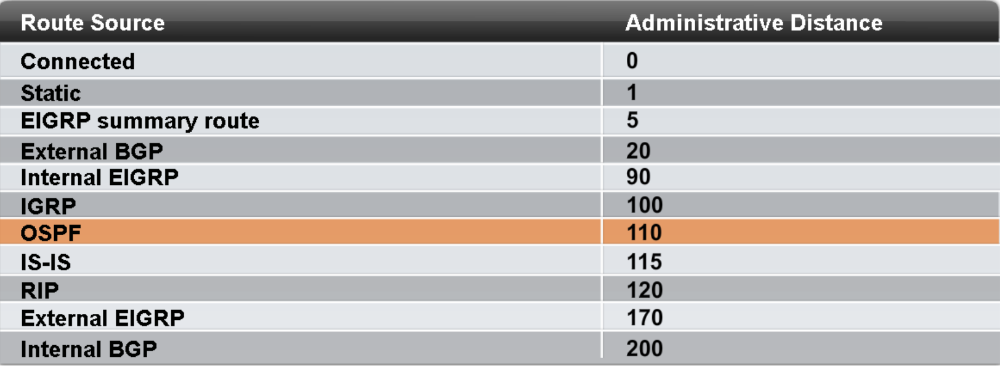 Route Source Administrative Distance
Connected 0
Static 1
EIGRP summary route 5
External BGP 20
Internal EIGRP 90
IGRP 100
OSPF 110
IS-IS 115
RIP 120
External EIGRP 170
Internal BGP 200